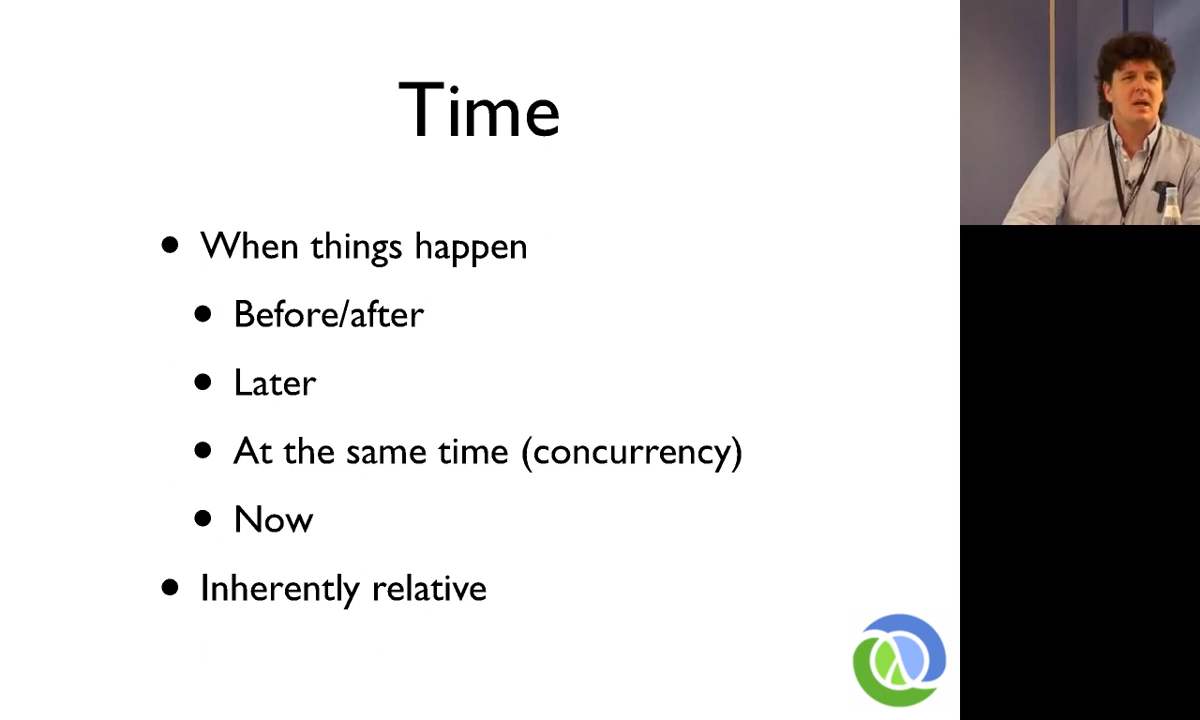 Time
• When things happen
• Before/after
• Later
• At the same time (concurrency)
• Now
• Inherently relative